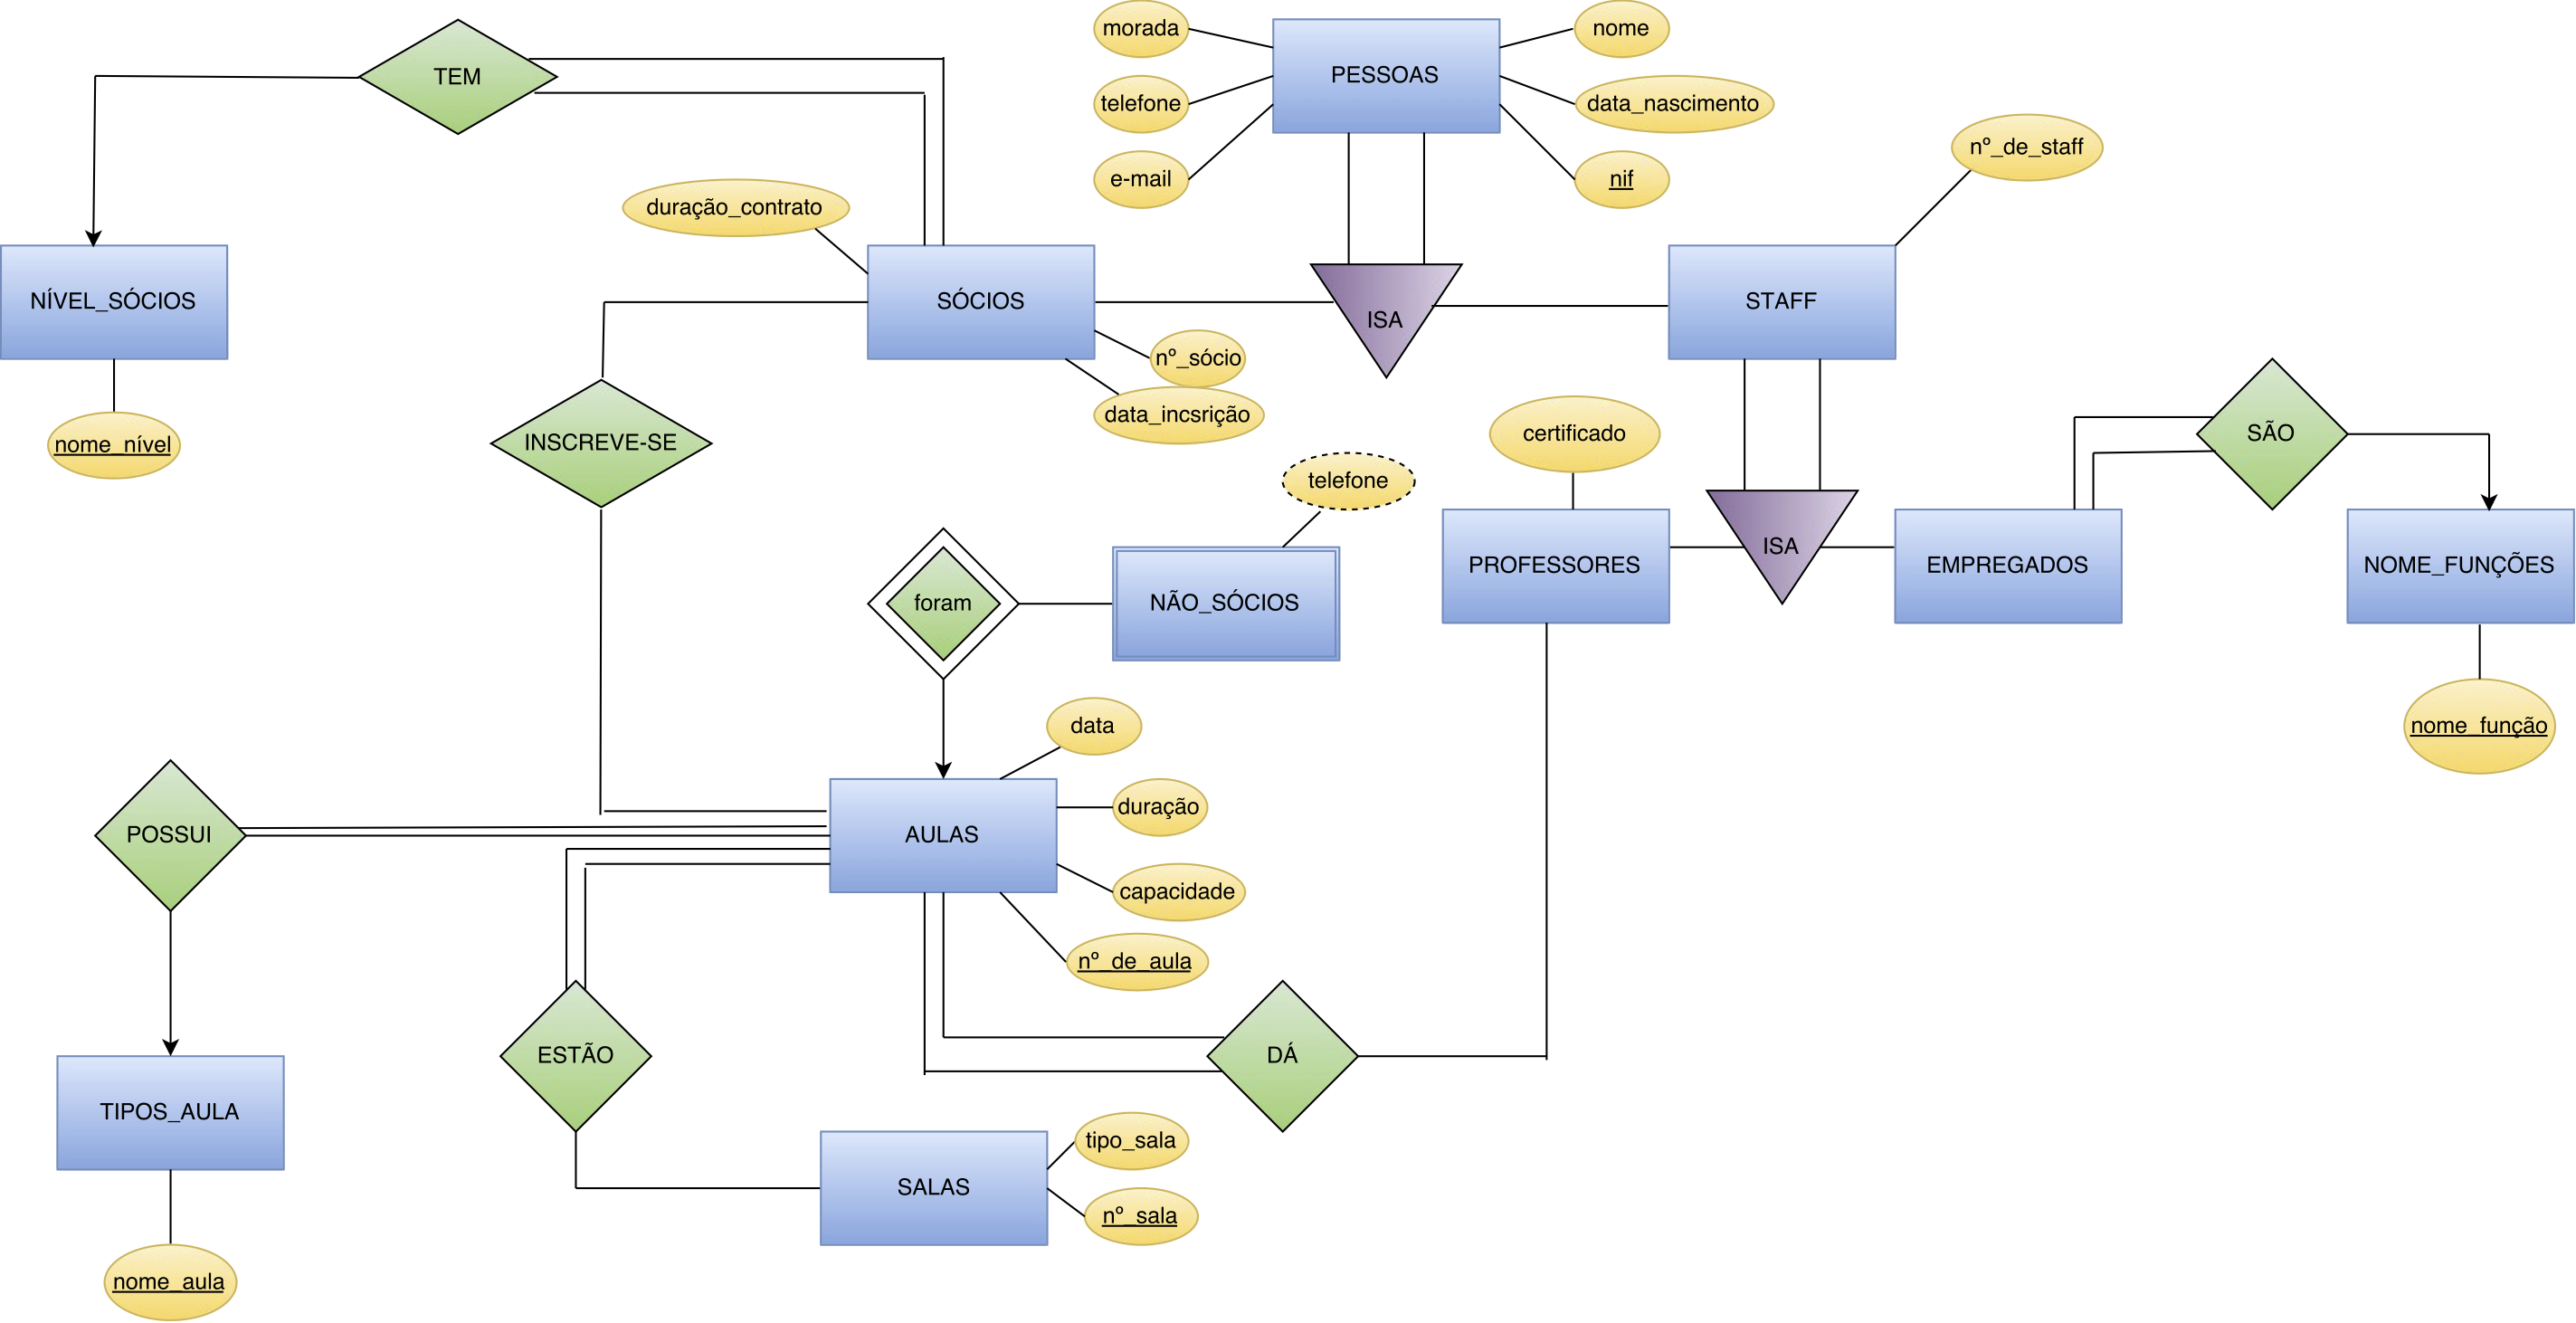 morada
PESSOAS
nome
TEM
telefone
data_nascimento
nº_de_staff
e-mail
nif
duração_contrato
NÍVEL_SÓCIOS
SÓCIOS
ISA
STAFF
nº_sócio
data_incsrição
nome_nível
INSCREVE-SE
certificado
SÃO
telefone
foram
NÃO_SÓCIOS
PROFESSORES
ISA
EMPREGADOS
NOME_FUNÇÕES
data
nome_função
duração
POSSUI
AULAS
capacidade
nº_de_aula
ESTÃO
DÁ
TIPOS_AULA
tipo_sala
SALAS
nº_sala
nome_aula